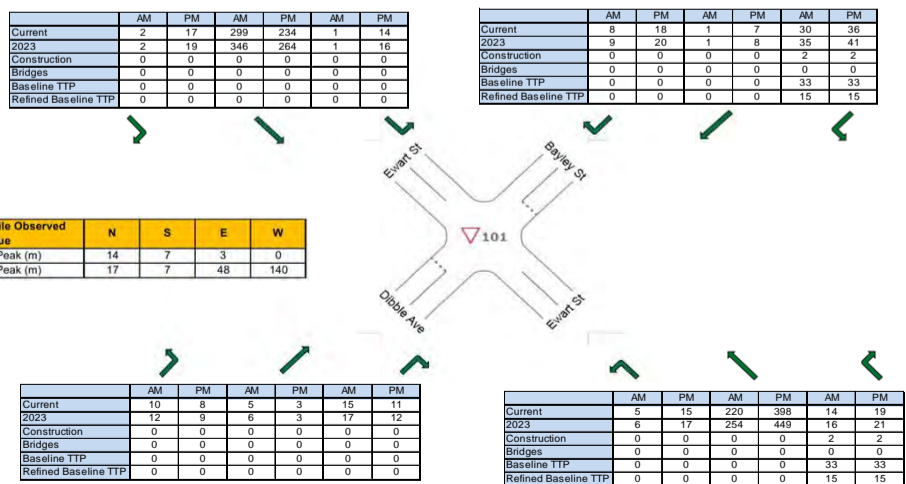 AM PM AM PM AM PM
Current 2 17 299 234 1 14
2023 2 19 346 264 1 16
Construction 0 0 0 0 0 0
Bridges 0 0 0 0 0 0
Baseline TTP 0 0 0 0 0 0
Refined Baseline TTP 0 0 0 0 0 0
AM PM AM PM AM PM
Current 8 18 1 7 30 36
2023 9 20 1 8 35 41
Construction 0 0 0 0 2 2
Bridges 0 0 0 0 0 0
Baseline TTP 0 0 0 0 33 33
Refined Baseline TTP 0 0 0 0 15 15
Ewart St
Bayley St
101
Dibble Ave
Ewart St
ile Observed N S E W
ue
Peak (m) 14 7 3 0
Peak (m) 17 7 48 140
AM PM AM PM AM PM
Current 10 8 5 3 15 11
2023 12 9 6 3 17 12
Construction 0 0 0 0 0 0
Bridges 0 0 0 0 0 0
Baseline TTP 0 0 0 0 0 0
Refined Baseline TTP 0 0 0 0 0 0
AM PM AM PM AM PM
Current 5 15 220 398 14 19
2023 6 17 254 449 16 21
Construction 0 0 0 0 2 2
Bridges 0 0 0 0 0 0
Baseline TTP 0 0 0 0 33 33
Refined Baseline TTP 0 0 0 0 15 15